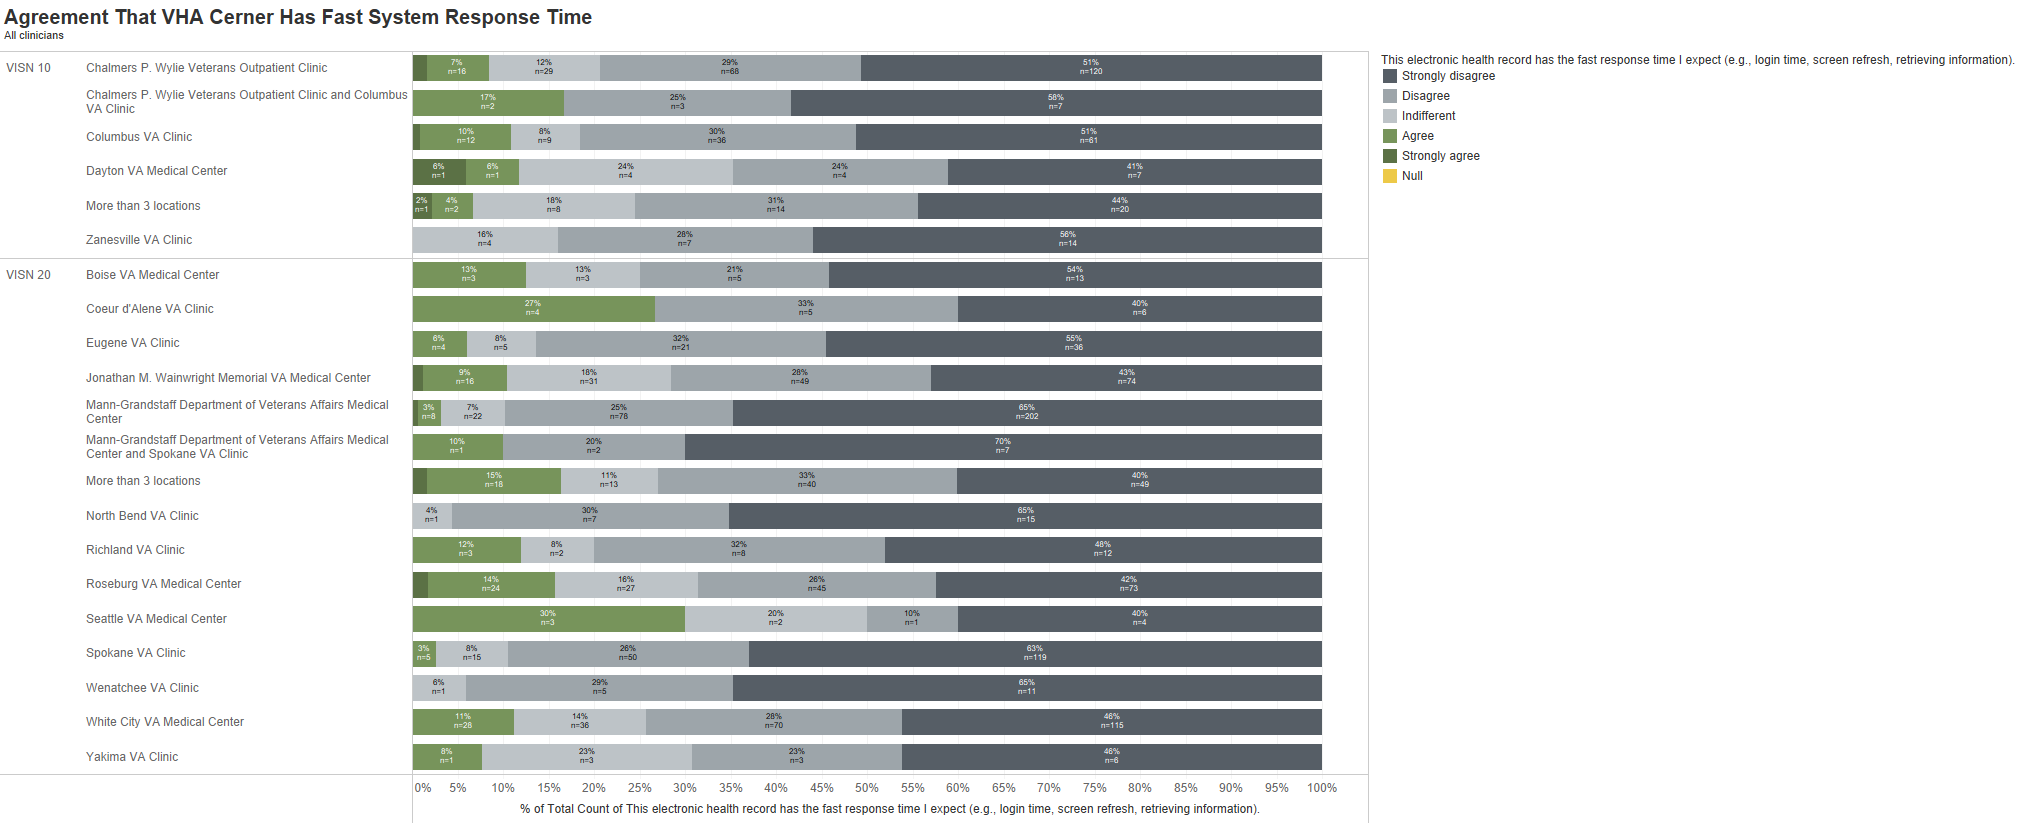 Agreement That VHA Cerner Has Fast System Response Time
All clinicians
This electronic health record has the fast response time I expect (e.g., login time, screen refresh, retrieving information).
Strongly disagree
Disagree
Indifferent
Agree
Strongly agree
Null
VISN 10
Chalmers P. Wylie Veterans Outpatient Clinic
7% 12% 29% 51%
n=16 n=29 n=68 n=120
Chalmers P. Wylie Veterans Outpatient Clinic and Columbus
VA Clinic
17% 25% 58%
n=2 n=3 n=7
Columbus VA Clinic
10% 8% 30% 51%
n=12 n=9 n=36 n=61
Dayton VA Medical Center
6% 6% 24% 24% 41%
n=1 n=1 n=4 n=4 n=7
More than 3 locations
2% 4% 18% 31% 44%
n=1 n=2 n=8 n=14 n=20
Zanesville VA Clinic
16% 28% 56%
n=4 n=7 n=14
VISN 20
Boise VA Medical Center
13% 13% 21% 54%
n=3 n=3 n=5 n=13
Coeur d'Alene VA Clinic
27% 33% 40%
n=4 n=5 n=6
Eugene VA Clinic
6% 8% 32% 55%
n=4 n=5 n=21 n=36
Jonathan M. Wainwright Memorial VA Medical Center
9% 18% 28% 43%
n=16 n=31 n=49 n=74
Mann-Grandstaff Department of Veterans Affairs Medical
Center
3% 7% 25% 65%
n=8 n=22 n=78 n=202
Mann-Grandstaff Department of Veterans Affairs Medical
Center and Spokane VA Clinic
10% 20% 70%
n=1 n=2 n=7
More than 3 locations
15% 11% 33% 40%
n=18 n=13 n=40 n=49
North Bend VA Clinic
4% 30% 65%
n=1 n=7 n=15
Richland VA Clinic
12% 8% 32% 48%
n=3 n=2 n=8 n=12
Roseburg VA Medical Center
14% 16% 26% 42%
n=24 n=27 n=45 n=73
Seattle VA Medical Center
30% 20% 10% 40%
n=3 n=2 n=1 n=4
Spokane VA Clinic
3% 8% 26% 63%
n=5 n=15 n=50 n=119
Wenatchee VA Clinic
6% 29% 65%
n=1 n=5 n=11
White City VA Medical Center
11% 14% 28% 46%
n=28 n=36 n=70 n=115
Yakima VA Clinic
8% 23% 23% 46%
n=1 n=3 n=3 n=6
0% 5% 10% 15% 20% 25% 30% 35% 40% 45% 50% 55% 60% 65% 70% 75% 80% 85% 90% 95% 100%
% of Total Count of This electronic health record has the fast response time I expect (e.g., login time, screen refresh, retrieving information).